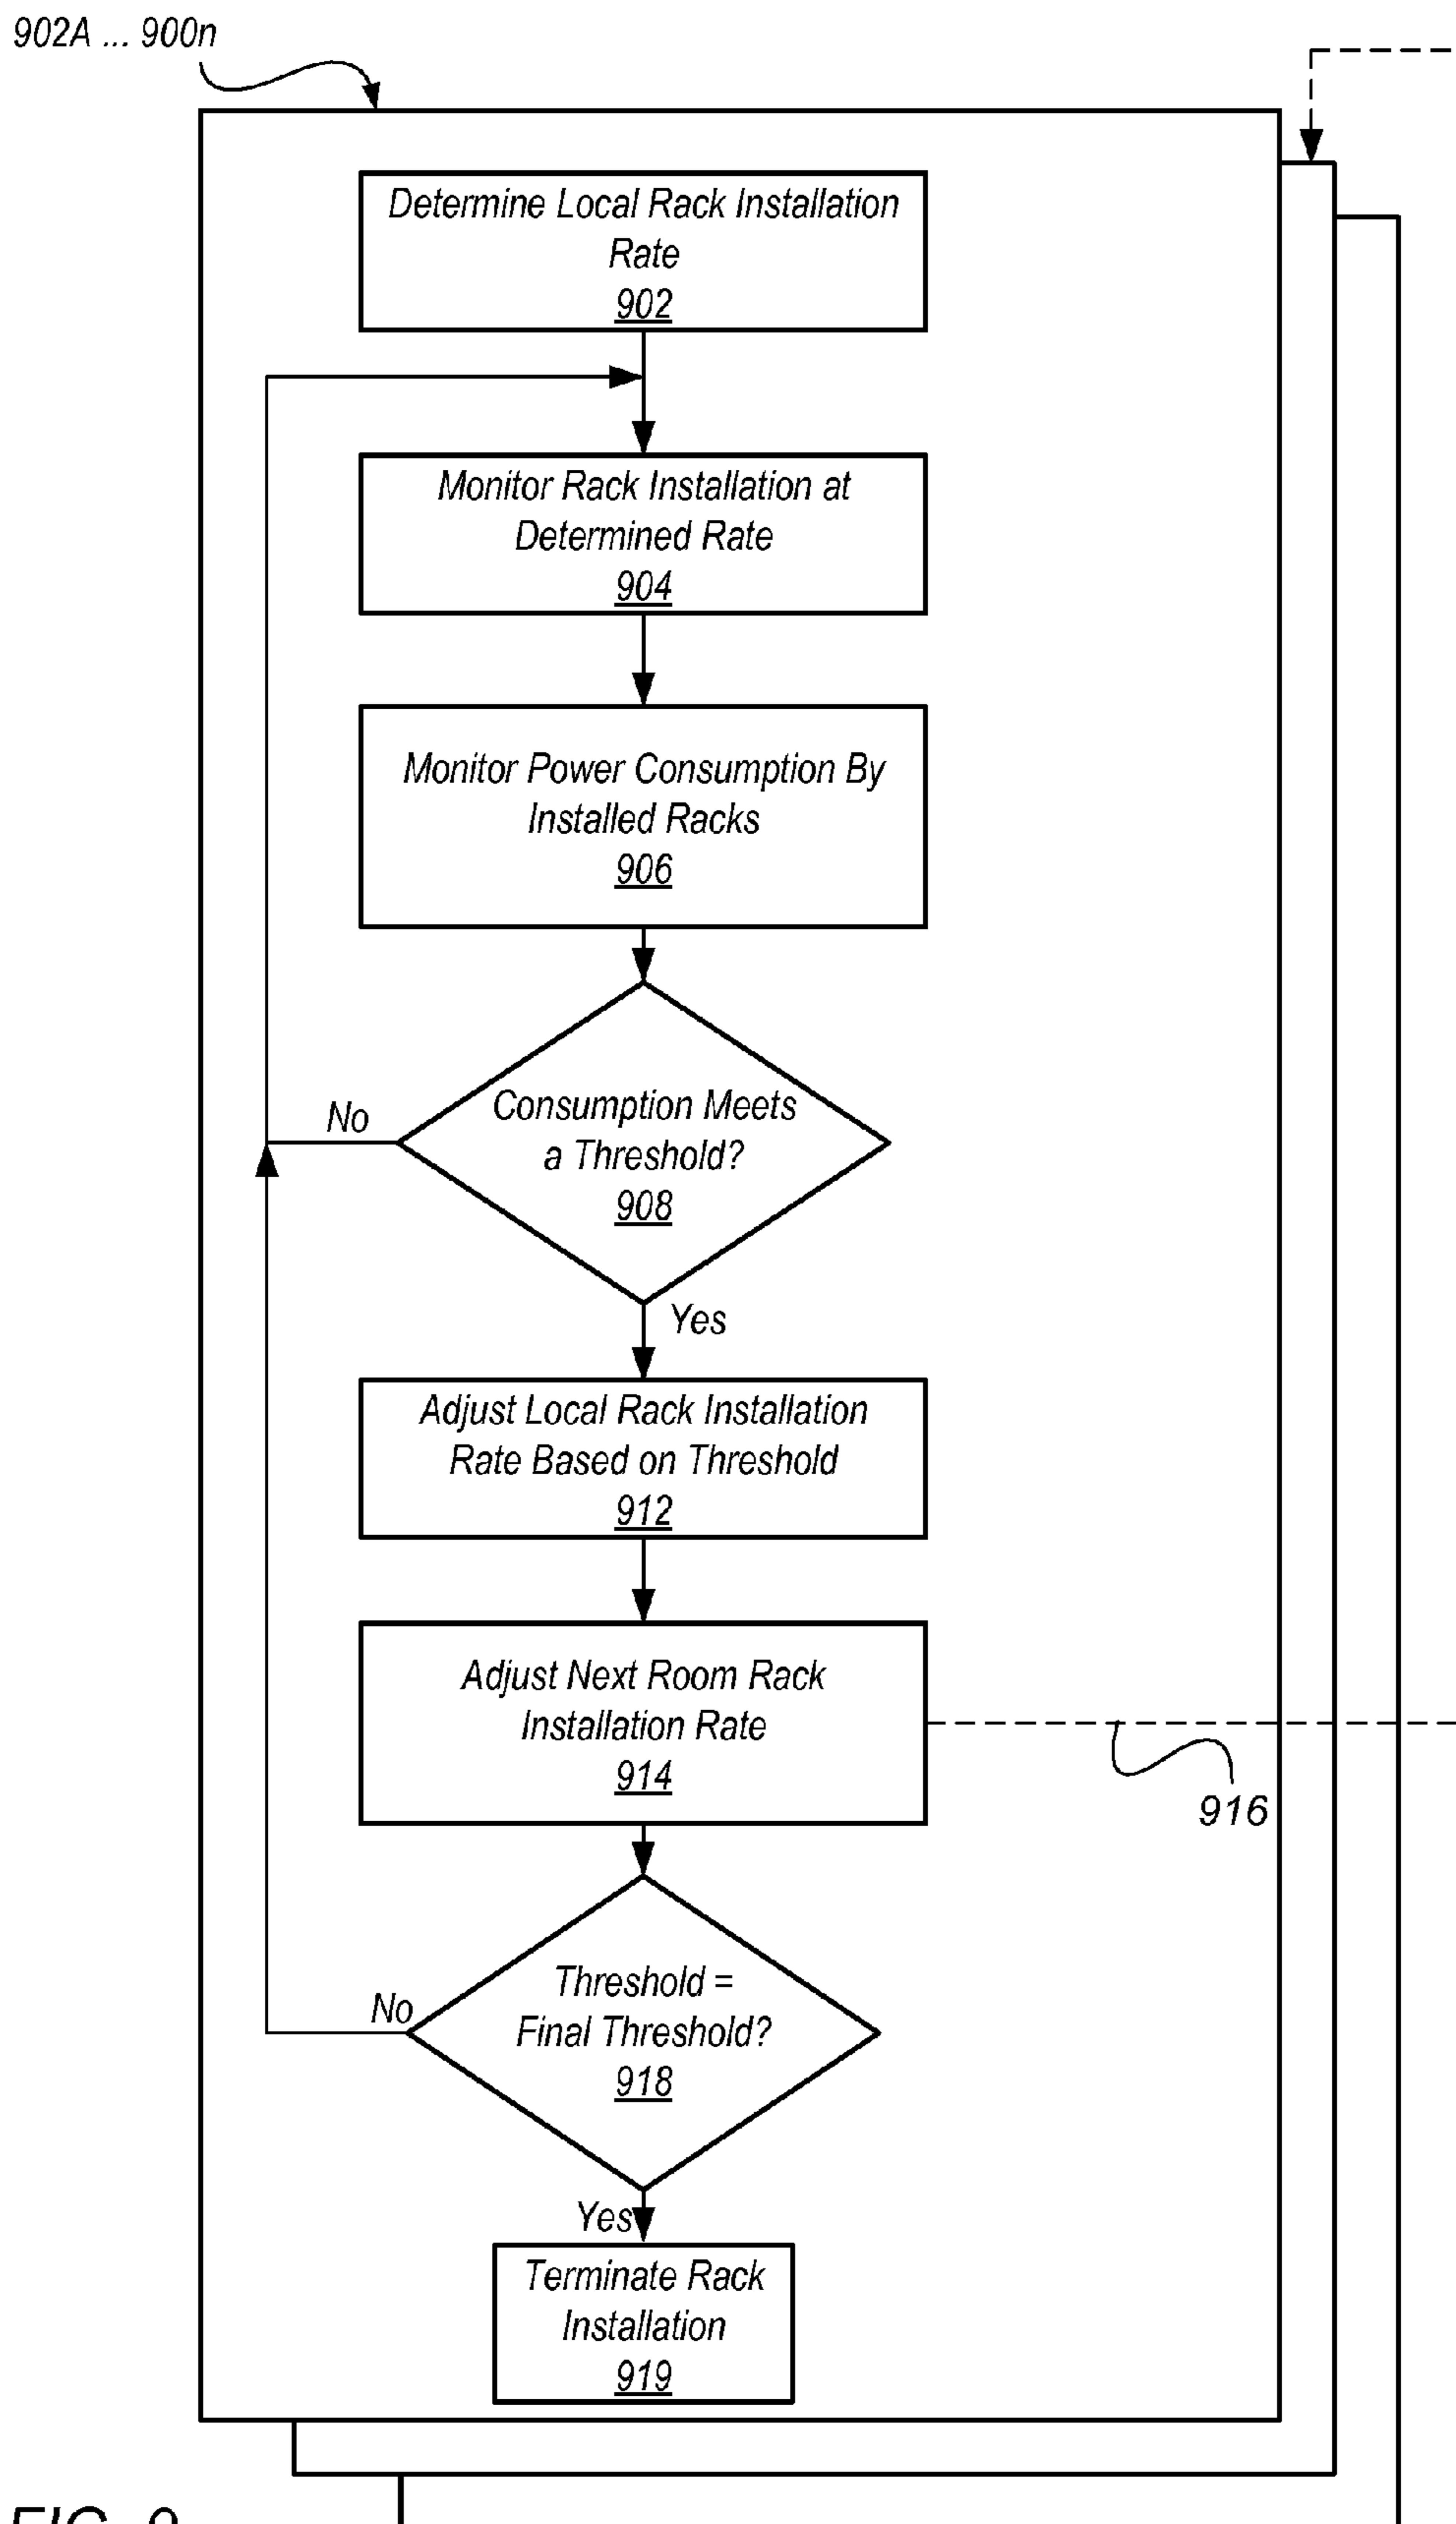 902A ... 900n
Determine Local Rack Installation
Rate
902
Monitor Rack Installation at
Determined Rate
904
Monitor Power Consumption By
Installed Racks
906
Consumption Meets
a Threshold?
908
No
Yes
Adjust Local Rack Installation
Rate Based on Threshold
912
Adjust Next Room Rack
Installation Rate
914
916
Threshold =
Final Threshold?
918
No
Yes
Terminate Rack
Installation
919
FIG.